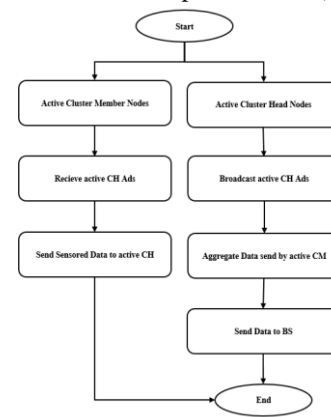 Start
Active Cluster Member Nodes
Active Cluster Head Nodes
Recieve active CH Ads
Broadcast active CH Ads
Send Sensored Data to active CH
Aggregate Data send by active CM
Send Data to BS
End